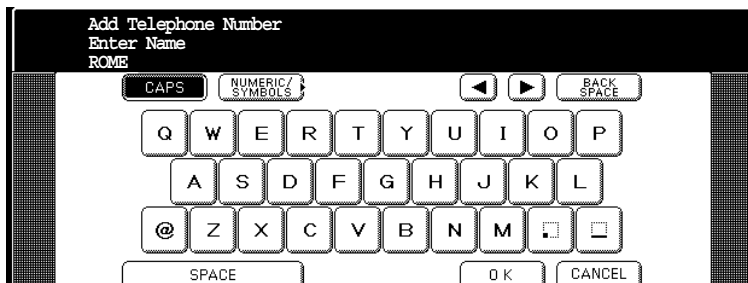 Add Telephone Number
Enter Name
ROME
CAPS NUMERIC/ SYMBOLS ◀ ▶ BACK SPACE
Q W E R T Y U I O P
A S D F G H J K L
@ Z X C V B N M . _
SPACE OK CANCEL